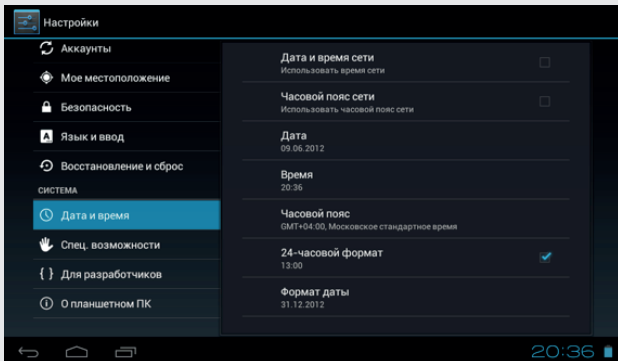 Настройки
Аккаунты
Мое местоположение
Безопасность
Язык и ввод
Восстановление и сброс
СИСТЕМА
Дата и время
Спец. возможности
Для разработчиков
О планшетном ПК
Дата и время сети
Использовать время сети
Часовой пояс сети
Использовать часовой пояс сети
Дата
09.06.2012
Время
20:36
Часовой пояс
GMT+04:00, Московское стандартное время
24-часовой формат
13:00
Формат даты
31.12.2012
20:36